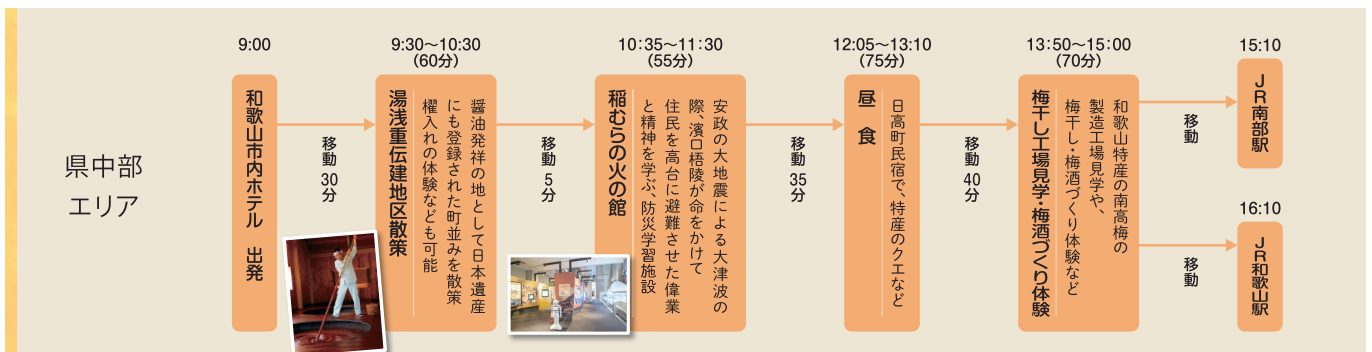 県中部
エリア
9:00
和歌山市内ホテル 出発
移動30分
9:30〜10:30
(60分)
湯浅重伝建地区散策
醤油発祥の地として日本遺産
にも登録された町並みを散策
櫂入れの体験なども可能
移動5分
10:35〜11:30
(55分)
稲むらの火の館
安政の大地震による大津波の
際、濱口梧陵が命をかけて
住民を高台に避難させた偉業
と精神を学ぶ、防災学習施設
移動35分
12:05〜13:10
(75分)
昼食
日高町民宿で、特産のクエなど
移動40分
13:50〜15:00
(70分)
梅干し工場見学・梅酒づくり体験
和歌山特産の南高梅の
製造工場見学や、
梅干し・梅酒づくり体験など
移動
15:10
JR南部駅
移動
16:10
JR和歌山駅